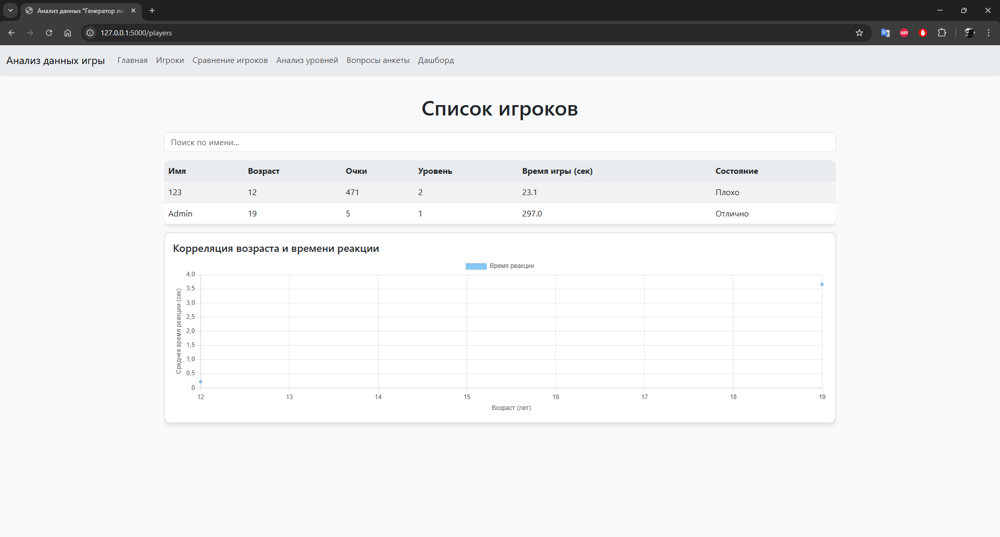 Анализ данных "Генератор ла
127.0.0.1:5000/players
ABP
Анализ данных игры Главная Игроки Сравнение игроков Анализ уровней Вопросы анкеты Дашборд
Список игроков
Поиск по имени...
Имя Возраст Очки Уровень Время игры (сек) Состояние
123 12 471 2 23.1 Плохо
Admin 19 5 1 297.0 Отлично
Корреляция возраста и времени реакции
Время реакции
Среднее время реакции (сек)
4,0
3,5
3,0
2,5
2,0
1,5
1,0
0,5
0
12 13 14 15 16 17 18 19
Возраст (лет)